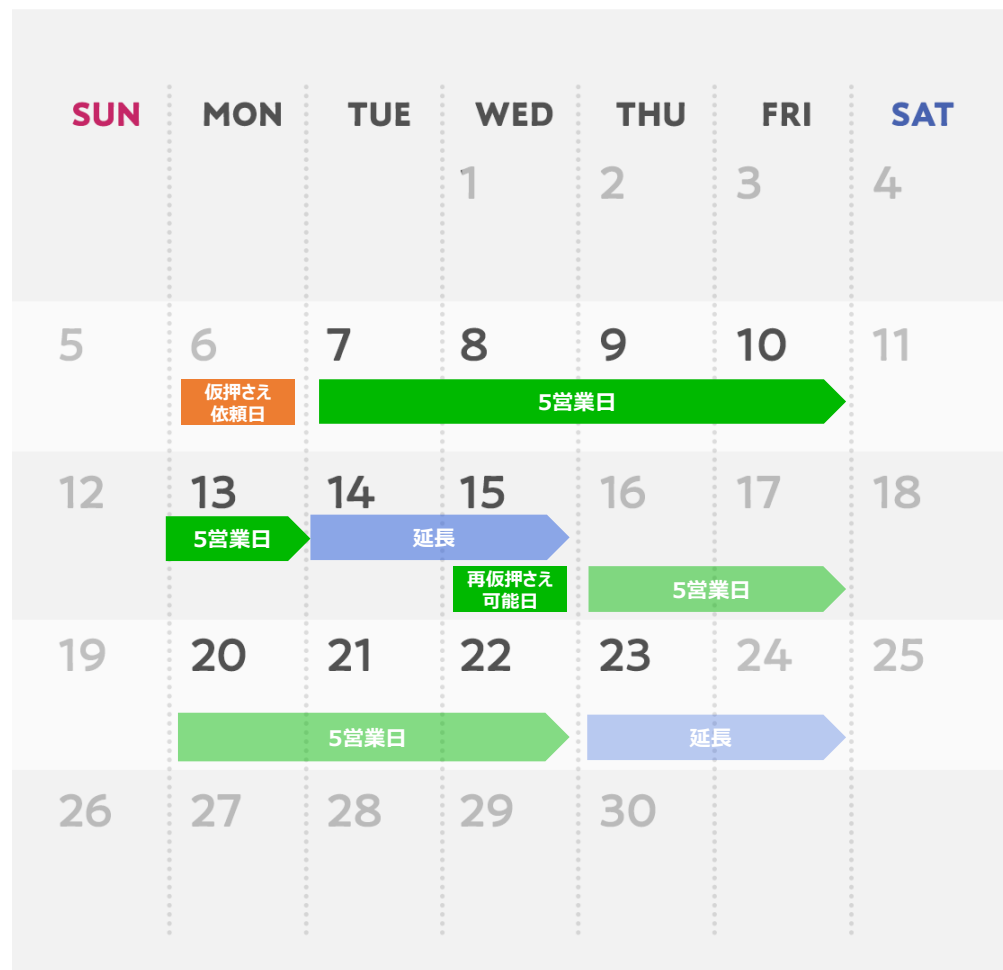 SUN MON TUE WED THU FRI SAT
1 2 3 4
5 6 7 8 9 10 11
仮押さえ
依頼日
5営業日
12 13 14 15 16 17 18
5営業日 延長
再仮押さえ
可能日
5営業日
19 20 21 22 23 24 25
5営業日 延長
26 27 28 29 30